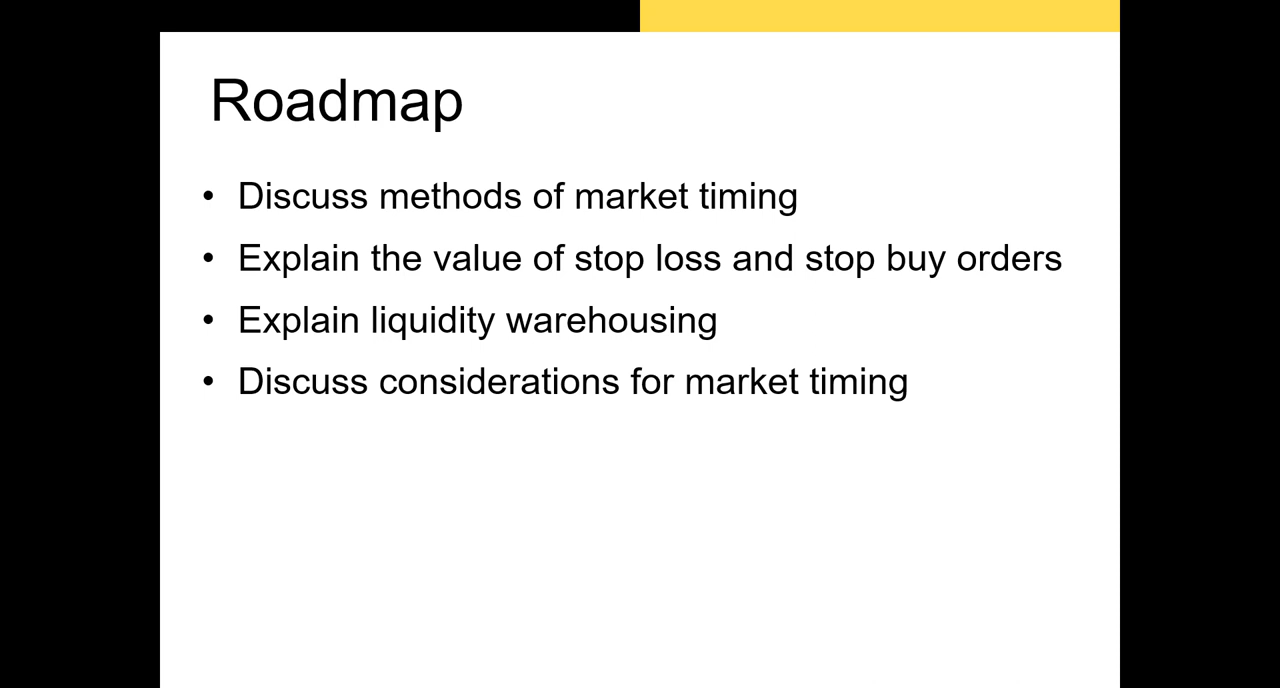 Roadmap
• Discuss methods of market timing
• Explain the value of stop loss and stop buy orders
• Explain liquidity warehousing
• Discuss considerations for market timing